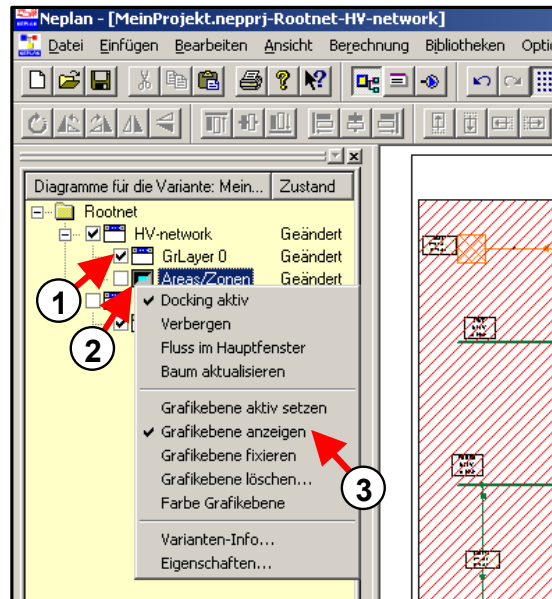 Neplan - [MeinProjekt.nepprj-Rootnet-HV-network]
Datei Einfügen Bearbeiten Ansicht Berechnung Bibliotheken Opti
Diagramme für die Variante: Mein... Zustand
Rootnet
HV-network Geändert
GrLayer 0 Geändert
Areas/Zonen Geändert
1
2
Docking aktiv
Verbergen
Fluss im Hauptfenster
Baum aktualisieren
Grafikebene aktiv setzen
Grafikebene anzeigen
Grafikebene fixieren
Grafikebene löschen...
3
Farbe Grafikebene
Varianten-Info...
Eigenschaften...